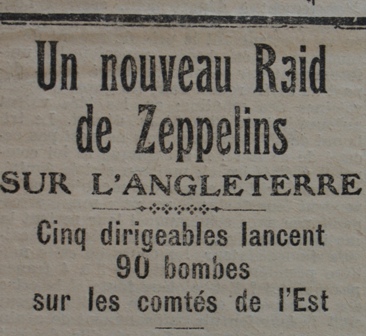 Un nouveau Raid
de Zeppelins
SUR L'ANGLETERRE
Cinq dirigeables lancent
90 bombes
sur les comtés de l'Est